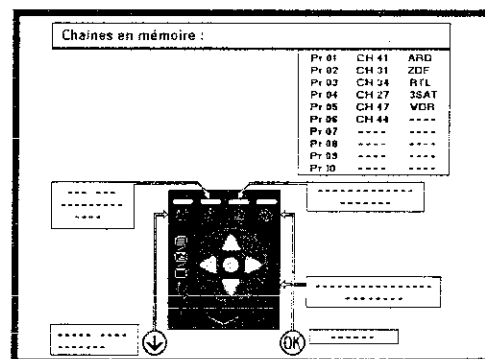 Chaînes en mémoire :
Pr 01 CH 41 ARD
Pr 02 CH 31 ZDF
Pr 03 CH 34 RTL
Pr 04 CH 27 3SAT
Pr 05 CH 47 WDR
Pr 06 CH 44 ----
Pr 07 ---- ----
Pr 08 ---- ----
Pr 09 ---- ----
Pr 10 ---- ----
OK